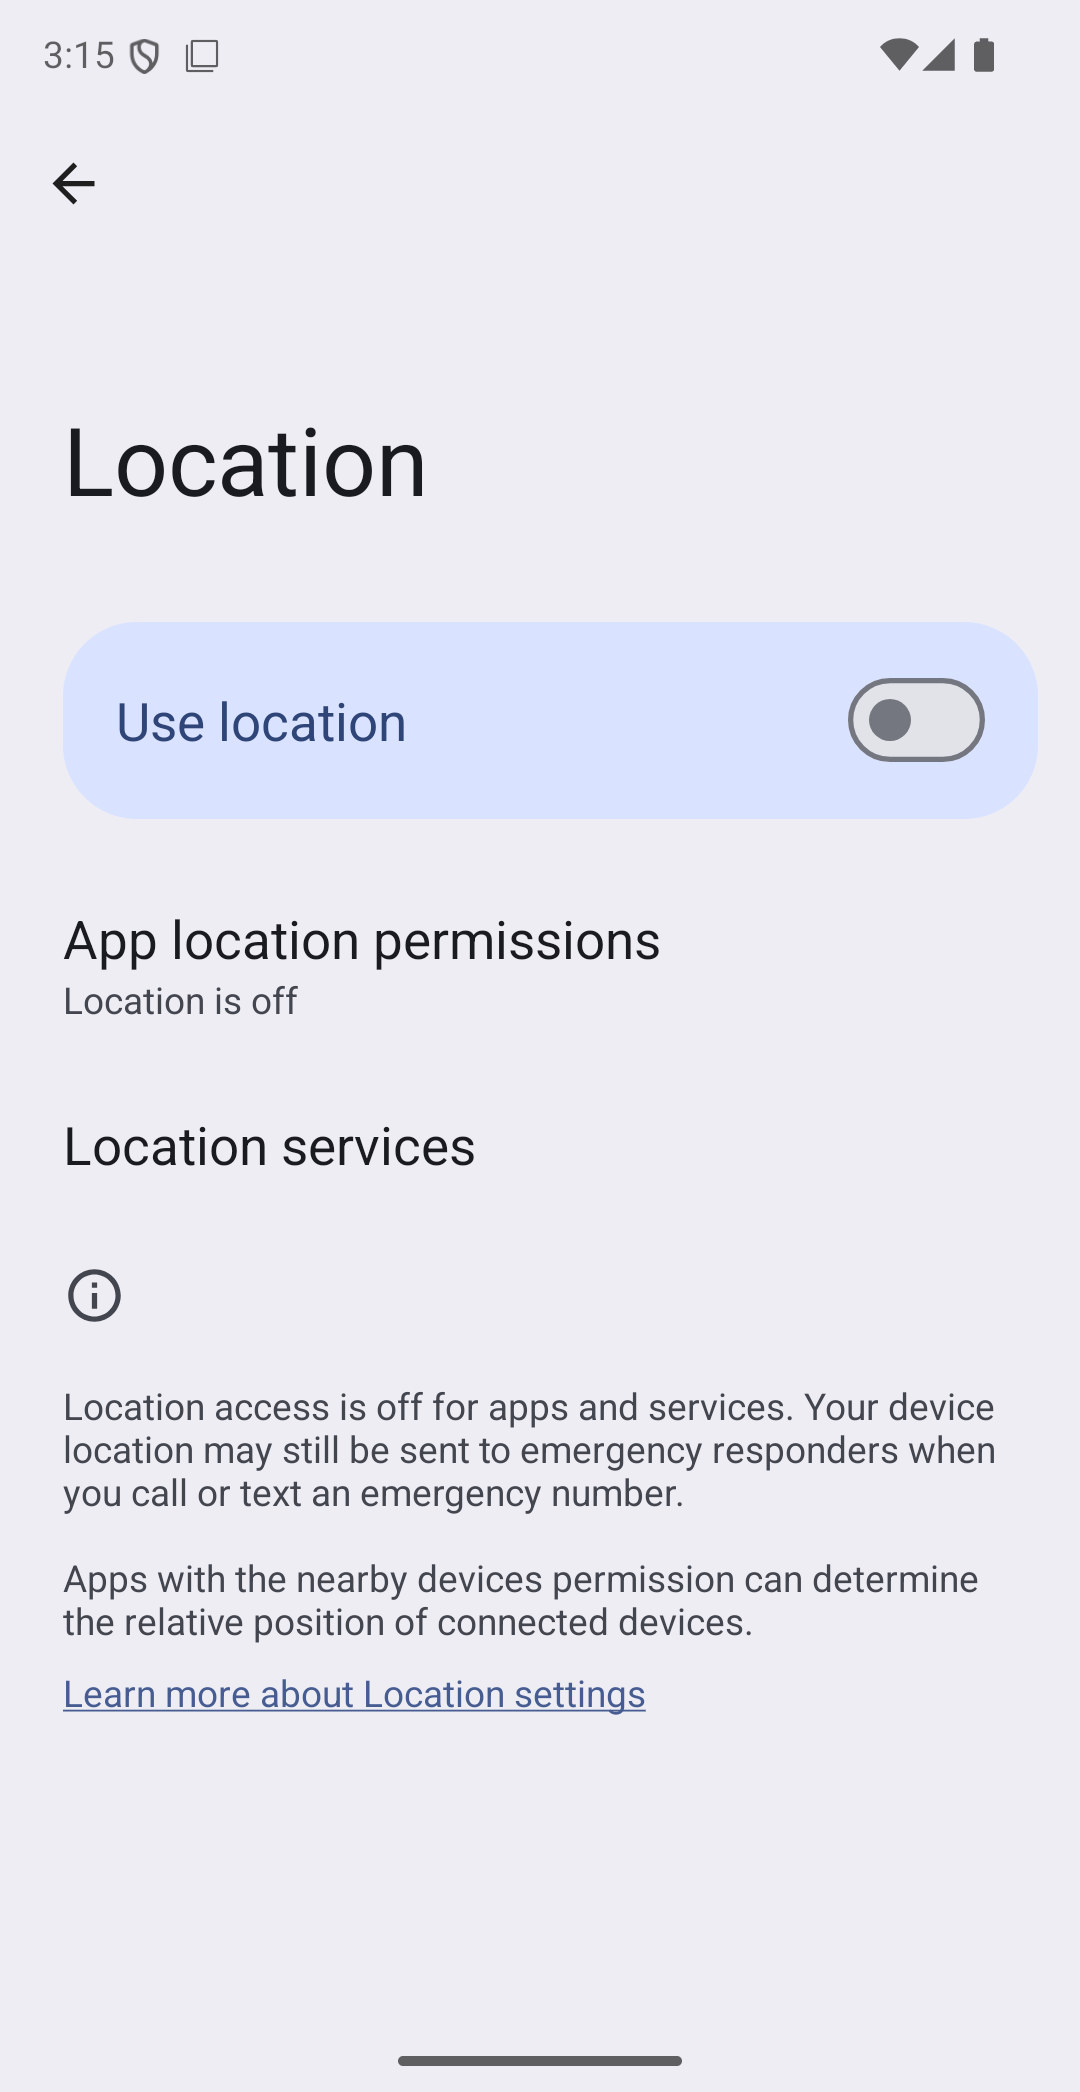 3:15
Location
Use location
App location permissions
Location is off
Location services
Location access is off for apps and services. Your device
location may still be sent to emergency responders when
you call or text an emergency number.
Apps with the nearby devices permission can determine
the relative position of connected devices.
Learn more about Location settings